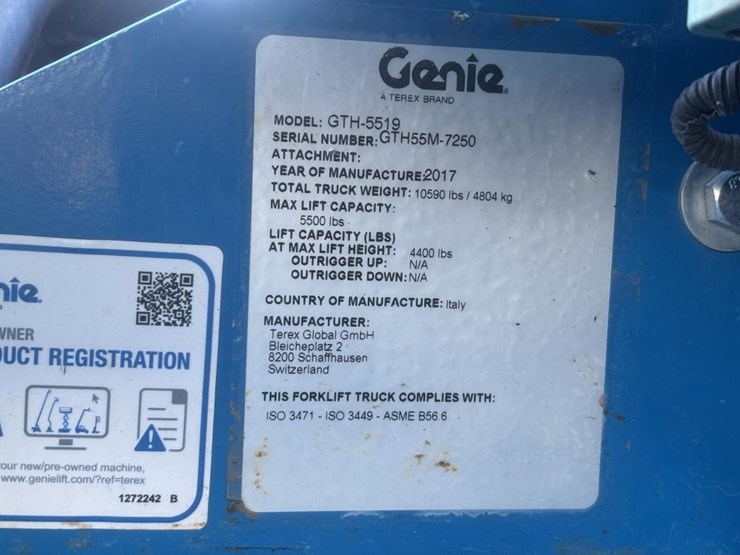 Genie
A TEREX BRAND
MODEL: GTH-5519
SERIAL NUMBER: GTH55M-7250
ATTACHMENT:
YEAR OF MANUFACTURE: 2017
TOTAL TRUCK WEIGHT: 10590 lbs / 4804 kg
MAX LIFT CAPACITY:
5500 lbs
LIFT CAPACITY (LBS)
AT MAX LIFT HEIGHT: 4400 lbs
OUTRIGGER UP: N/A
OUTRIGGER DOWN: N/A
COUNTRY OF MANUFACTURE: Italy
MANUFACTURER:
Terex Global GmbH
Bleicheplatz 2
8200 Schaffhausen
Switzerland
THIS FORKLIFT TRUCK COMPLIES WITH:
ISO 3471 - ISO 3449 - ASME B56.6
nie.
WNER
UCT REGISTRATION
our new/pre-owned machine,
www.genielift.com/?ref=terex
1272242 B